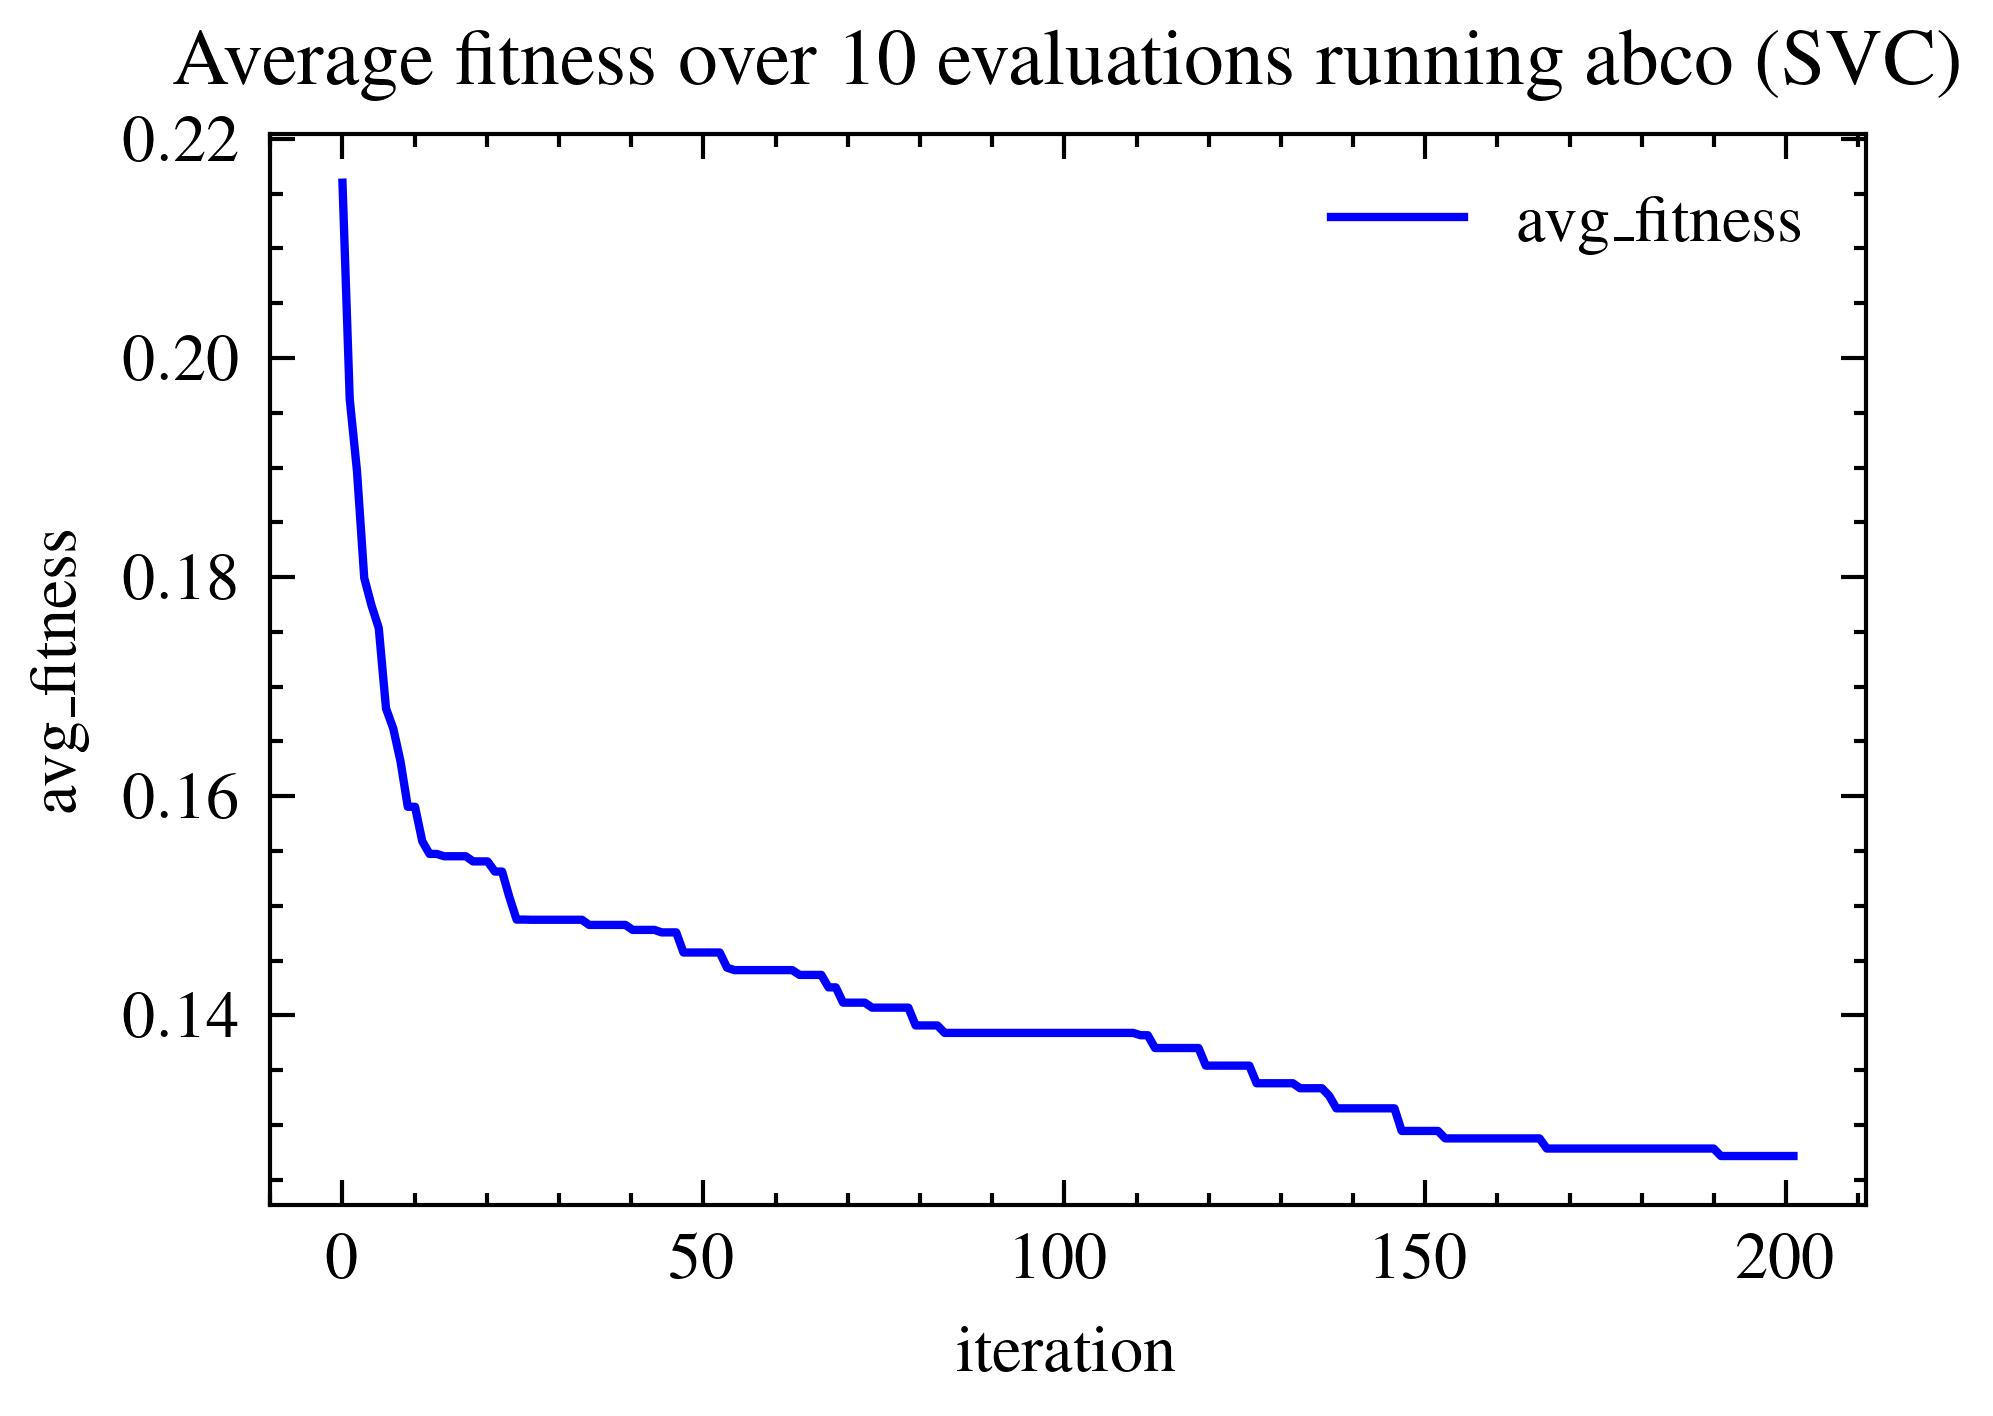 Average fitness over 10 evaluations running abco (SVC)
0.22
0.20
0.18
0.16
0.14
avg_fitness
avg_fitness
0 50 100 150 200
iteration